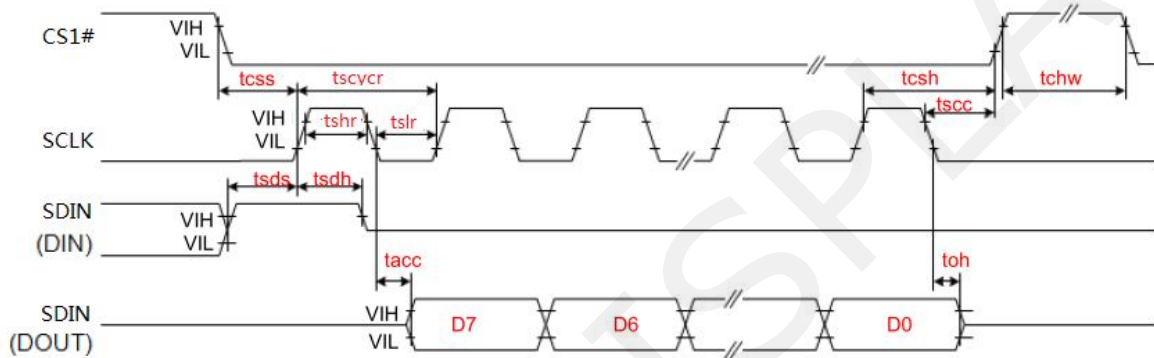 CS1#
VIH
VIL
tcss
tscycr
tcsh
tchw
tscc
SCLK
VIH
VIL
tshr
tslr
tsds
tsdh
SDIN
(DIN)
VIH
VIL
tacc
toh
SDIN
(DOUT)
VIH
VIL
D7
D6
D0